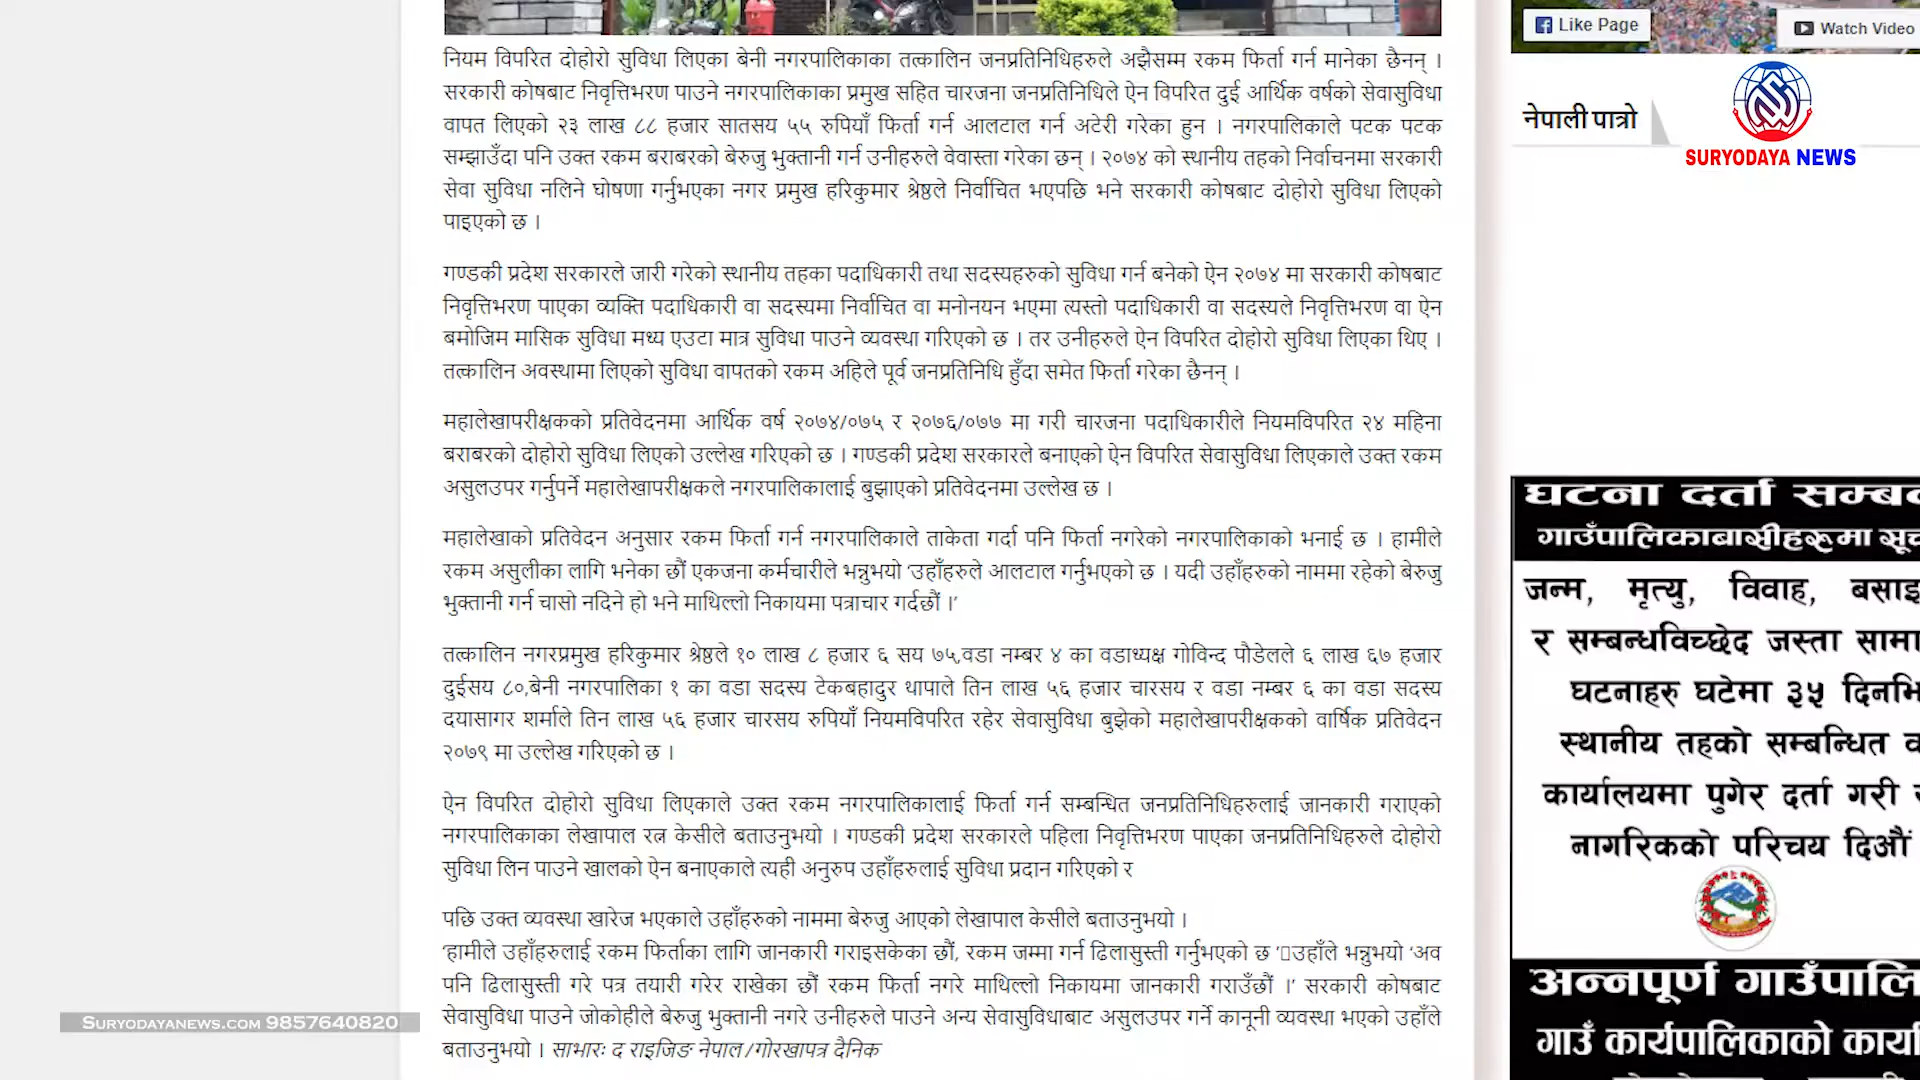 Like Page
Watch Video
नियम विपरित दोहोरो सुविधा लिएका बेनी नगरपालिकाका तत्कालिन जनप्रतिनिधिहरुले अझैसम्म रकम फिर्ता गर्न मानेका छैनन् ।
सरकारी कोषबाट निवृत्तिभरण पाउने नगरपालिकाका प्रमुख सहित चारजना जनप्रतिनिधिले ऐन विपरित दुई आर्थिक वर्षको सेवासुविधा
वापत लिएको २३ लाख ८८ हजार सातसय ५५ रुपियाँ फिर्ता गर्न आलटाल गर्न अटेरी गरेका हुन । नगरपालिकाले पटक पटक
सम्झाउँदा पनि उक्त रकम बराबरको बेरुजु भुक्तानी गर्न उनीहरुले वेवास्ता गरेका छन् । २०७४ को स्थानीय तहको निर्वाचनमा सरकारी
सेवा सुविधा नलिने घोषणा गर्नुभएका नगर प्रमुख हरिकुमार श्रेष्ठले निर्वाचित भएपछि भने सरकारी कोषबाट दोहोरो सुविधा लिएको
पाइएको छ ।
नेपाली पात्रो
SURYODAYA NEWS
गण्डकी प्रदेश सरकारले जारी गरेको स्थानीय तहका पदाधिकारी तथा सदस्यहरुको सुविधा गर्न बनेको ऐन २०७४ मा सरकारी कोषबाट
निवृत्तिभरण पाएका व्यक्ति पदाधिकारी वा सदस्यमा निर्वाचित वा मनोनयन भएमा त्यस्तो पदाधिकारी वा सदस्यले निवृत्तिभरण वा ऐन
बमोजिम मासिक सुविधा मध्य एउटा मात्र सुविधा पाउने व्यवस्था गरिएको छ । तर उनीहरुले ऐन विपरित दोहोरो सुविधा लिएका थिए ।
तत्कालिन अवस्थामा लिएको सुविधा वापतको रकम अहिले पूर्व जनप्रतिनिधि हुँदा समेत फिर्ता गरेका छैनन् ।
महालेखापरीक्षकको प्रतिवेदनमा आर्थिक वर्ष २०७४/०७५ र २०७६/०७७ मा गरी चारजना पदाधिकारीले नियमविपरित २४ महिना
बराबरको दोहोरो सुविधा लिएको उल्लेख गरिएको छ । गण्डकी प्रदेश सरकारले बनाएको ऐन विपरित सेवासुविधा लिएकाले उक्त रकम
असुलउपर गर्नुपर्ने महालेखापरीक्षकले नगरपालिकालाई बुझाएको प्रतिवेदनमा उल्लेख छ ।
महालेखाको प्रतिवेदन अनुसार रकम फिर्ता गर्न नगरपालिकाले ताकेता गर्दा पनि फिर्ता नगरेको नगरपालिकाको भनाई छ । हामीले
रकम असुलीका लागि भनेका छौं एकजना कर्मचारीले भन्नुभयो 'उहाँहरुले आलटाल गर्नुभएको छ । यदी उहाँहरुको नाममा रहेको बेरुजु
भुक्तानी गर्न चासो नदिने हो भने माथिल्लो निकायमा पत्राचार गर्दछौं ।'
तत्कालिन नगरप्रमुख हरिकुमार श्रेष्ठले १० लाख ८ हजार ६ सय ७५,वडा नम्बर ४ का वडाध्यक्ष गोविन्द पौडेलले ६ लाख ६७ हजार
दुईसय ८०,बेनी नगरपालिका १ का वडा सदस्य टेकबहादुर थापाले तिन लाख ५६ हजार चारसय र वडा नम्बर ६ का वडा सदस्य
दयासागर शर्माले तिन लाख ५६ हजार चारसय रुपियाँ नियमविपरित रहेर सेवासुविधा बुझेको महालेखापरीक्षकको वार्षिक प्रतिवेदन
२०७९ मा उल्लेख गरिएको छ ।
ऐन विपरित दोहोरो सुविधा लिएकाले उक्त रकम नगरपालिकालाई फिर्ता गर्न सम्बन्धित जनप्रतिनिधिहरुलाई जानकारी गराएको
नगरपालिकाका लेखापाल रत्न केसीले बताउनुभयो । गण्डकी प्रदेश सरकारले पहिला निवृत्तिभरण पाएका जनप्रतिनिधिहरुले दोहोरो
सुविधा लिन पाउने खालको ऐन बनाएकाले त्यही अनुरुप उहाँहरुलाई सुविधा प्रदान गरिएको र
पछि उक्त व्यवस्था खारेज भएकाले उहाँहरुको नाममा बेरुजु आएको लेखापाल केसीले बताउनुभयो ।
'हामीले उहाँहरुलाई रकम फिर्ताका लागि जानकारी गराइसकेका छौं, रकम जम्मा गर्न ढिलासुस्ती गर्नुभएको छ 'उहाँले भन्नुभयो 'अव
पनि ढिलासुस्ती गरे पत्र तयारी गरेर राखेका छौं रकम फिर्ता नगरे माथिल्लो निकायमा जानकारी गराउँछौं ।' सरकारी कोषबाट
सेवासुविधा पाउने जोकोहीले बेरुजु भुक्तानी नगरे उनीहरुले पाउने अन्य सेवासुविधाबाट असुलउपर गर्ने कानूनी व्यवस्था भएको उहाँले
बताउनुभयो । साभारः द राइजिङ नेपाल/गोरखापत्र दैनिक
घटना दर्ता
गाउँपालिकाबासीहरूमा
जन्म, मृत्यु, विवाह,
र सम्बन्धविच्छेद जस्ता
घटनाहरु घटेमा ३५
स्थानीय तहको सम्बन्धित
कार्यालयमा पुगेर दर्ता गरी
नागरिकको परिचय दिऔं
अन्नपूर्ण
गाउँ कार्यपालिकाको
SURYODAYANEWS.COM 9857640820